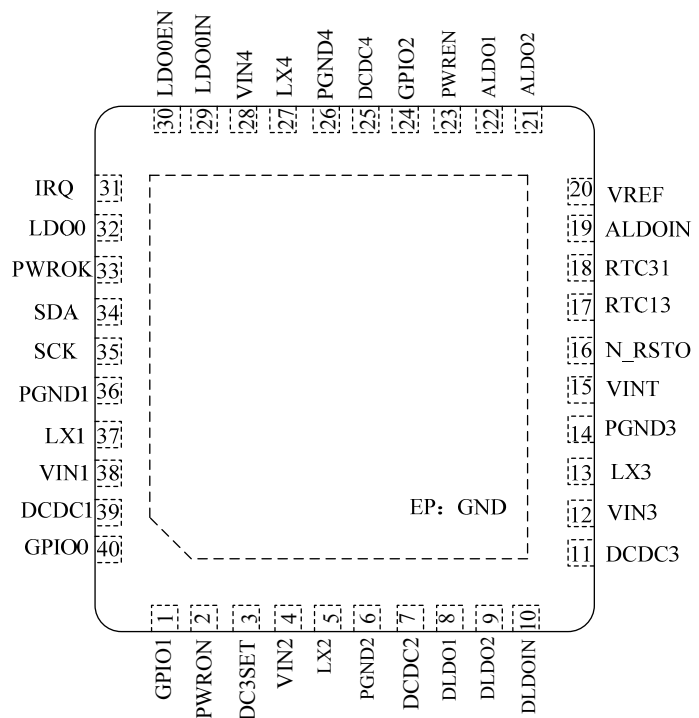 LDO0EN
LDO0IN
VIN4
LX4
PGND4
DCDC4
GPIO2
PWREN
ALDO1
ALDO2
30
29
28
27
26
25
24
23
22
21
IRQ 31
LDO0 32
PWROK 33
SDA 34
SCK 35
PGND1 36
LX1 37
VIN1 38
DCDC1 39
GPIO0 40
20 VREF
19 ALDOIN
18 RTC31
17 RTC13
16 N_RSTO
15 VINT
14 PGND3
13 LX3
12 VIN3
11 DCDC3
EP: GND
1
2
3
4
5
6
7
8
9
10
GPIO1
PWRON
DC3SET
VIN2
LX2
PGND2
DCDC2
DLDO1
DLDO2
DLDOIN